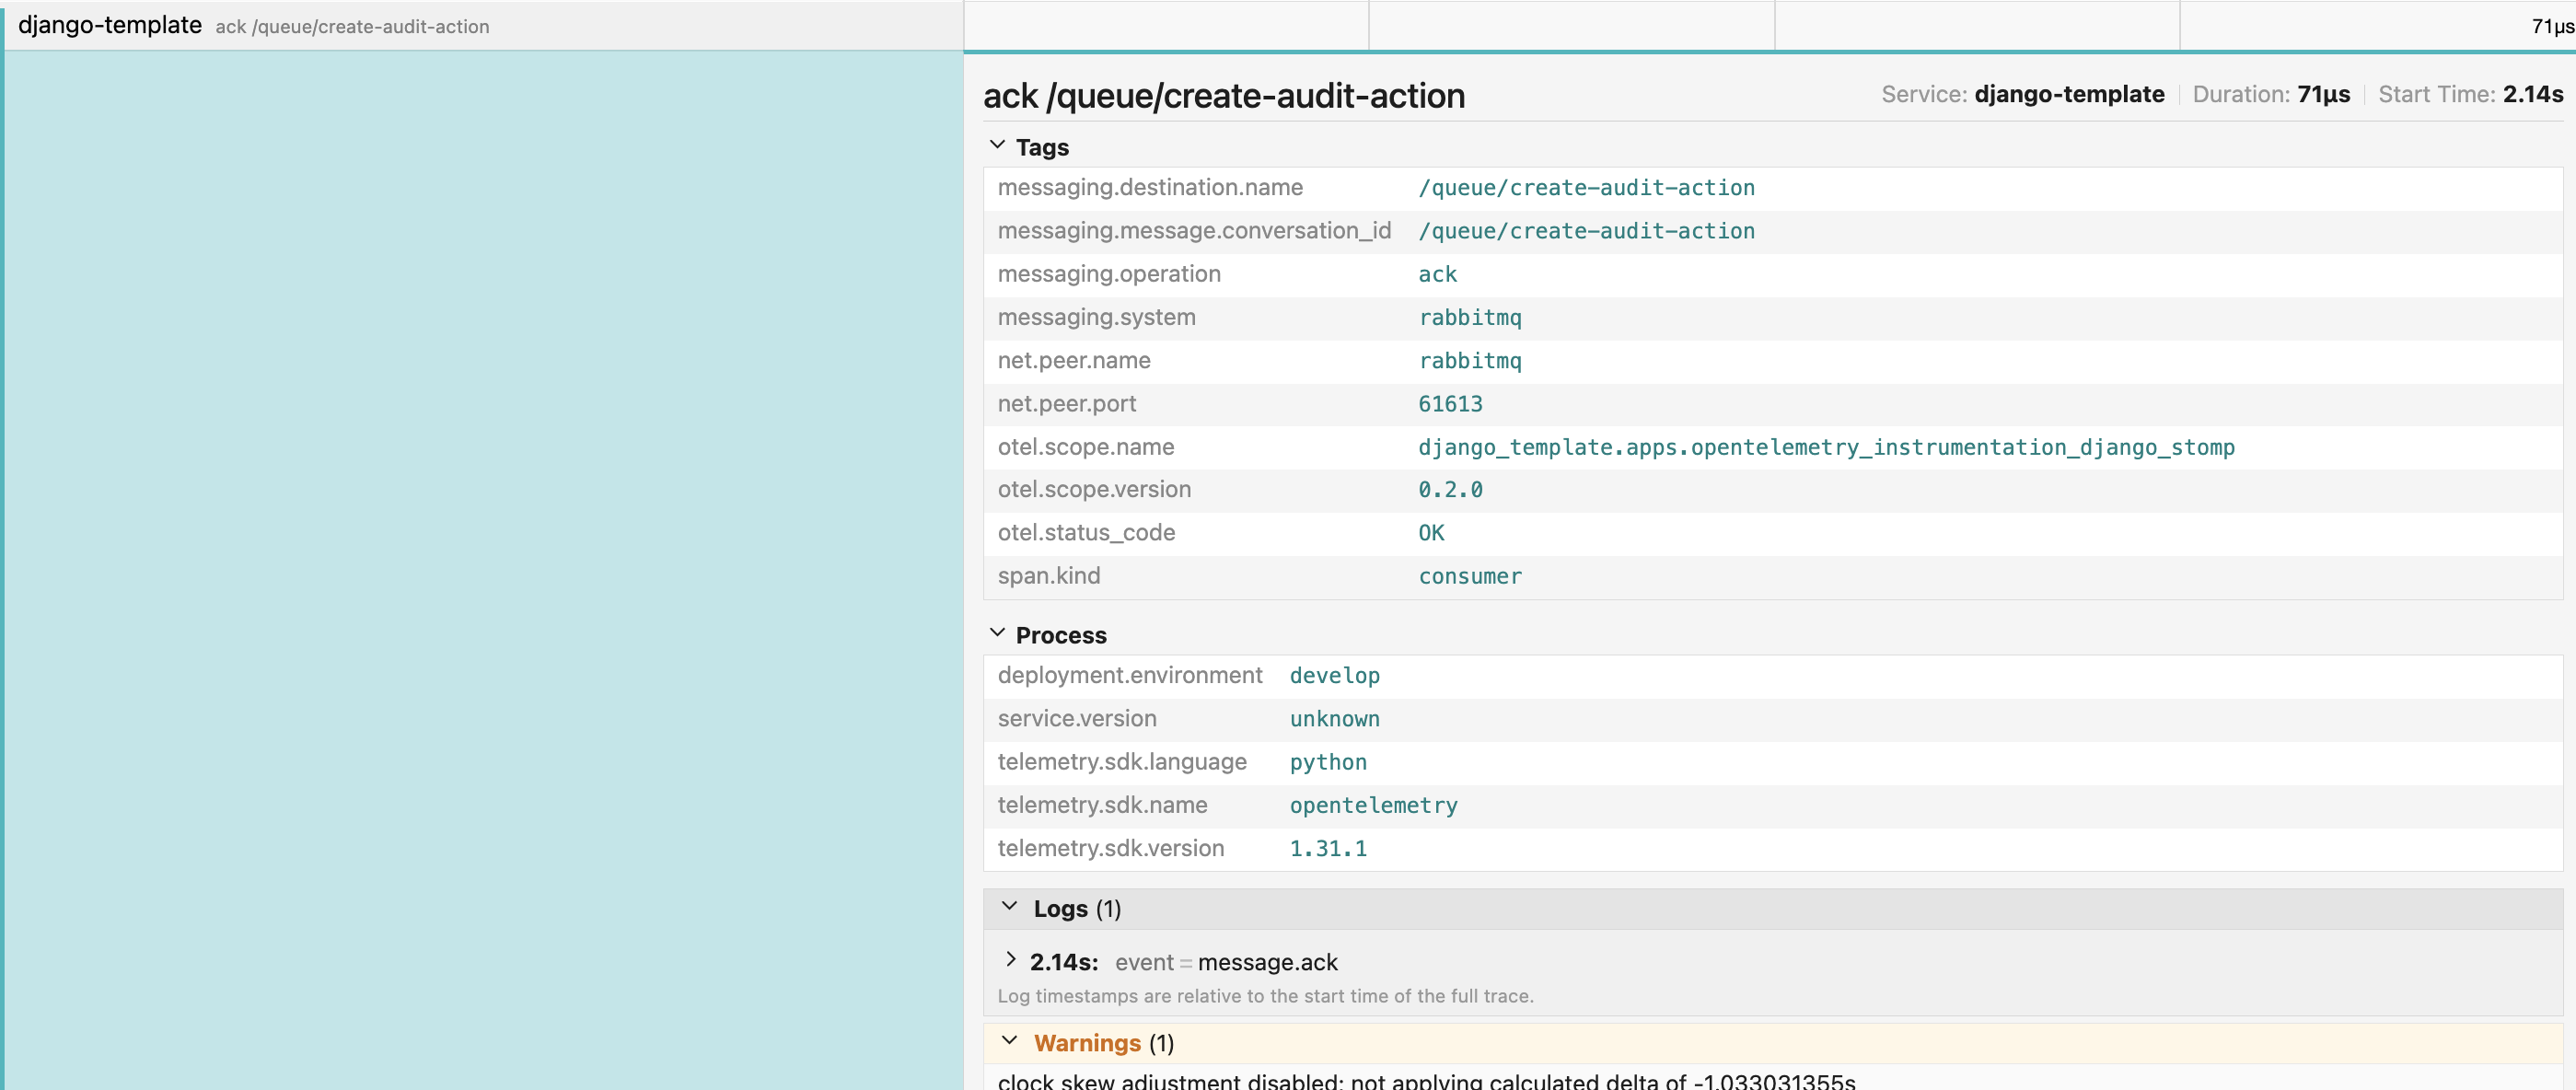 django-template ack /queue/create-audit-action 71μs
ack /queue/create-audit-action
Service: django-template Duration: 71μs Start Time: 2.14s
Tags
messaging.destination.name /queue/create-audit-action
messaging.message.conversation_id /queue/create-audit-action
messaging.operation ack
messaging.system rabbitmq
net.peer.name rabbitmq
net.peer.port 61613
otel.scope.name django_template.apps.opentelemetry_instrumentation_django_stomp
otel.scope.version 0.2.0
otel.status_code OK
span.kind consumer
Process
deployment.environment develop
service.version unknown
telemetry.sdk.language python
telemetry.sdk.name opentelemetry
telemetry.sdk.version 1.31.1
Logs (1)
2.14s: event = message.ack
Log timestamps are relative to the start time of the full trace.
Warnings (1)
clock skew adjustment disabled; not applying calculated delta of -1.033031355s